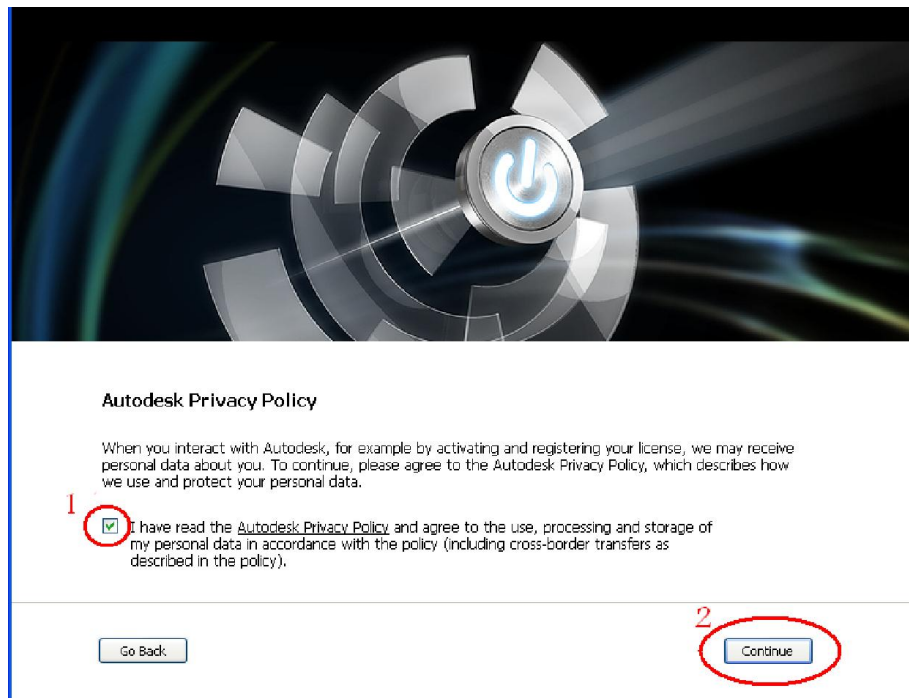 Autodesk Privacy Policy
When you interact with Autodesk, for example by activating and registering your license, we may receive
personal data about you. To continue, please agree to the Autodesk Privacy Policy, which describes how
we use and protect your personal data.
1
I have read the Autodesk Privacy Policy and agree to the use, processing and storage of
my personal data in accordance with the policy (including cross-border transfers as
described in the policy).
2
Go Back
Continue